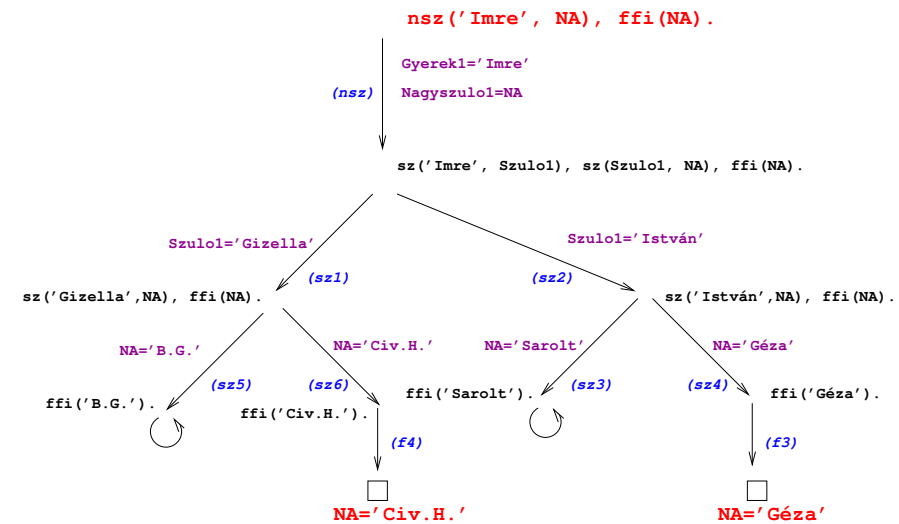 nsz('Imre', NA), ffi(NA).
Gyerek1='Imre'
(nsz) Nagyszulo1=NA
sz('Imre', Szulo1), sz(Szulo1, NA), ffi(NA).
Szulo1='Gizella' Szulo1='István'
(sz1) (sz2)
sz('Gizella',NA), ffi(NA). sz('István',NA), ffi(NA).
NA='B.G.' NA='Civ.H.' NA='Sarolt' NA='Géza'
(sz5) (sz6) (sz3) (sz4)
ffi('B.G.'). ffi('Civ.H.'). ffi('Sarolt'). ffi('Géza').
(f4) (f3)
NA='Civ.H.' NA='Géza'